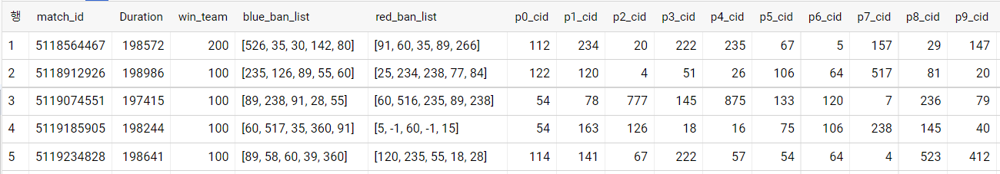 행 match_id Duration win_team blue_ban_list red_ban_list p0_cid p1_cid p2_cid p3_cid p4_cid p5_cid p6_cid p7_cid p8_cid p9_cid
1 5118564467 198572 200 [526, 35, 30, 142, 80] [91, 60, 35, 89, 266] 112 234 20 222 235 67 5 157 29 147
2 5118912926 198986 100 [235, 126, 89, 55, 60] [25, 234, 238, 77, 84] 122 120 4 51 26 106 64 517 81 20
3 5119074551 197415 100 [89, 238, 91, 28, 55] [60, 516, 235, 89, 238] 54 78 777 145 875 133 120 7 236 79
4 5119185905 198244 100 [60, 517, 35, 360, 91] [5, -1, 60, -1, 15] 54 163 126 18 16 75 106 238 145 40
5 5119234828 198641 100 [89, 58, 60, 39, 360] [120, 235, 55, 18, 28] 114 141 67 222 57 54 64 4 523 412